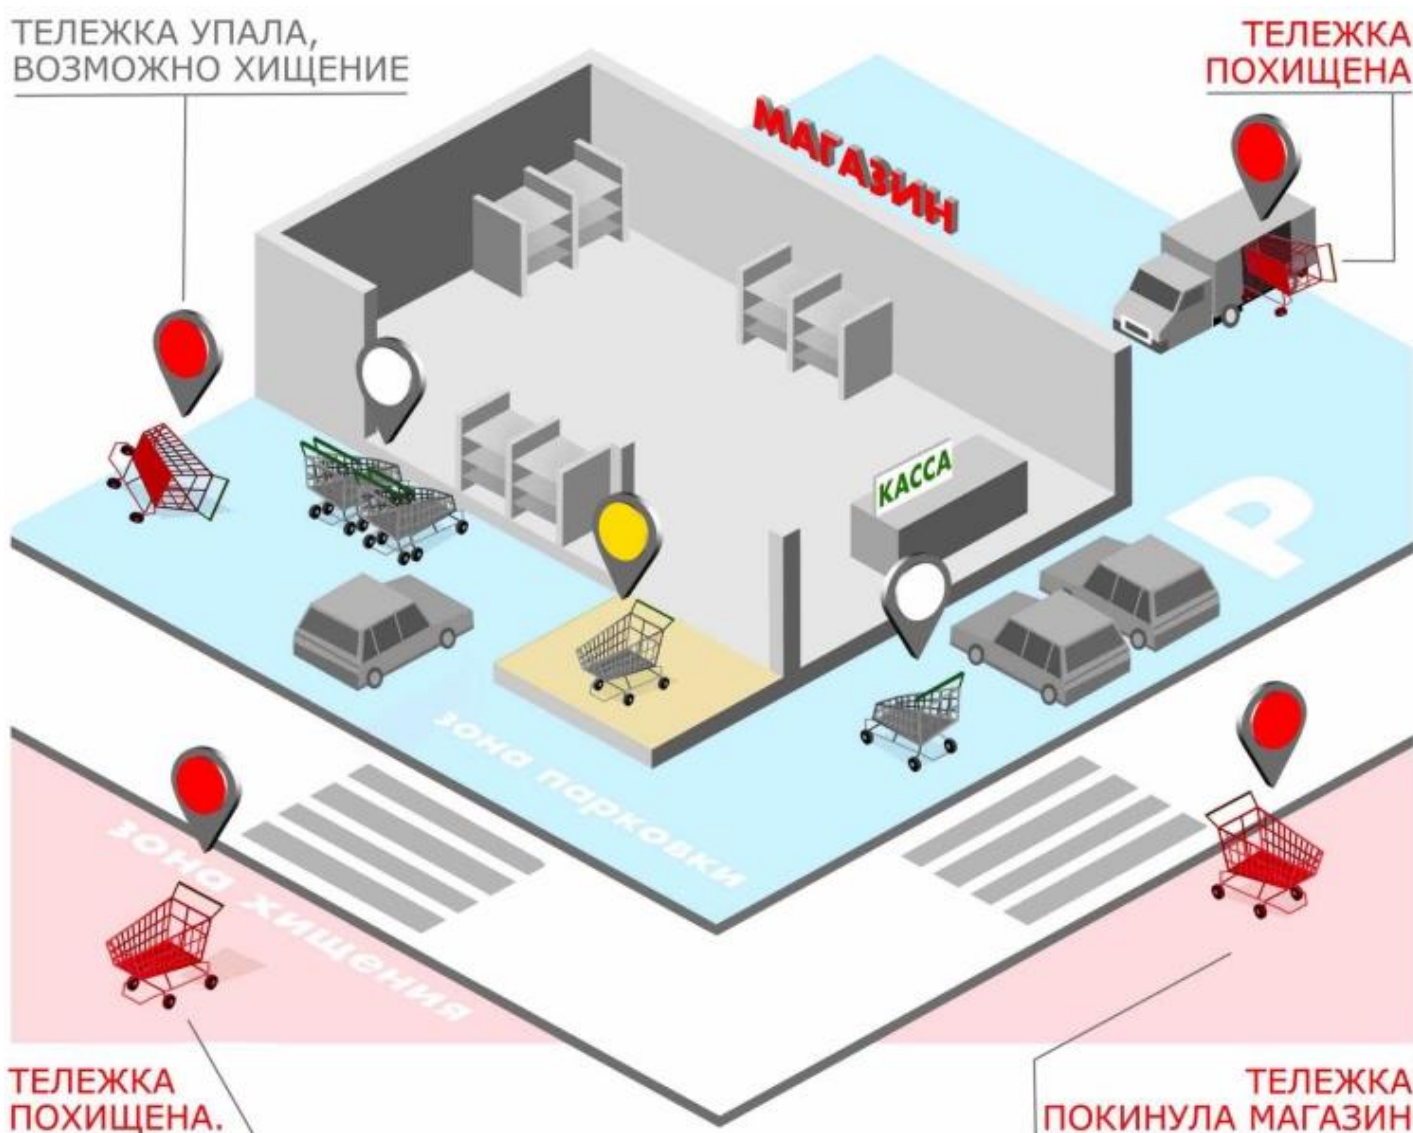 ТЕЛЕЖКА УПАЛА,
ВОЗМОЖНО ХИЩЕНИЕ
ТЕЛЕЖКА
ПОХИЩЕНА
МАГАЗИН
КАССА
P
зона парковки
зона хищения
ТЕЛЕЖКА
ПОХИЩЕНА.
ТЕЛЕЖКА
ПОКИНУЛА МАГАЗИН